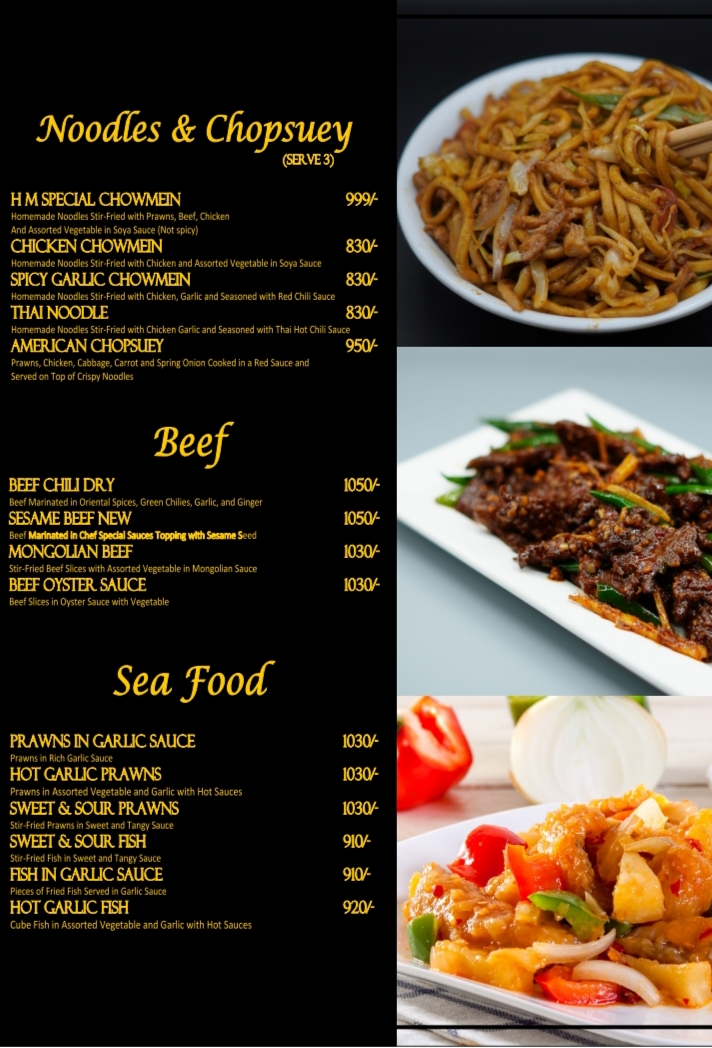 Noodles & Chopsuey
(SERVE 3)
H M SPECIAL CHOWMEIN 999/-
Homemade Noodles Stir-Fried with Prawns, Beef, Chicken
And Assorted Vegetable in Soya Sauce (Not spicy)
CHICKEN CHOWMEIN 830/-
Homemade Noodles Stir-Fried with Chicken and Assorted Vegetable in Soya Sauce
SPICY GARLIC CHOWMEIN 830/-
Homemade Noodles Stir-Fried with Chicken, Garlic and Seasoned with Red Chili Sauce
THAI NOODLE 830/-
Homemade Noodles Stir-Fried with Chicken Garlic and Seasoned with Thai Hot Chili Sauce
AMERICAN CHOPSUEY 950/-
Prawns, Chicken, Cabbage, Carrot and Spring Onion Cooked in a Red Sauce and
Served on Top of Crispy Noodles
Beef
BEEF CHILI DRY 1050/-
Beef Marinated in Oriental Spices, Green Chilies, Garlic, and Ginger
SESAME BEEF NEW 1050/-
Beef Marinated in Chef Special Sauces Topping with Sesame Seed
MONGOLIAN BEEF 1030/-
Stir-Fried Beef Slices with Assorted Vegetable in Mongolian Sauce
BEEF OYSTER SAUCE 1030/-
Beef Slices in Oyster Sauce with Vegetable
Sea Food
PRAWNS IN GARLIC SAUCE 1030/-
Prawns in Rich Garlic Sauce
HOT GARLIC PRAWNS 1030/-
Prawns in Assorted Vegetable and Garlic with Hot Sauces
SWEET & SOUR PRAWNS 1030/-
Stir-Fried Prawns in Sweet and Tangy Sauce
SWEET & SOUR FISH 910/-
Stir-Fried Fish in Sweet and Tangy Sauce
FISH IN GARLIC SAUCE 910/-
Pieces of Fried Fish Served in Garlic Sauce
HOT GARLIC FISH 920/-
Cube Fish in Assorted Vegetable and Garlic with Hot Sauces